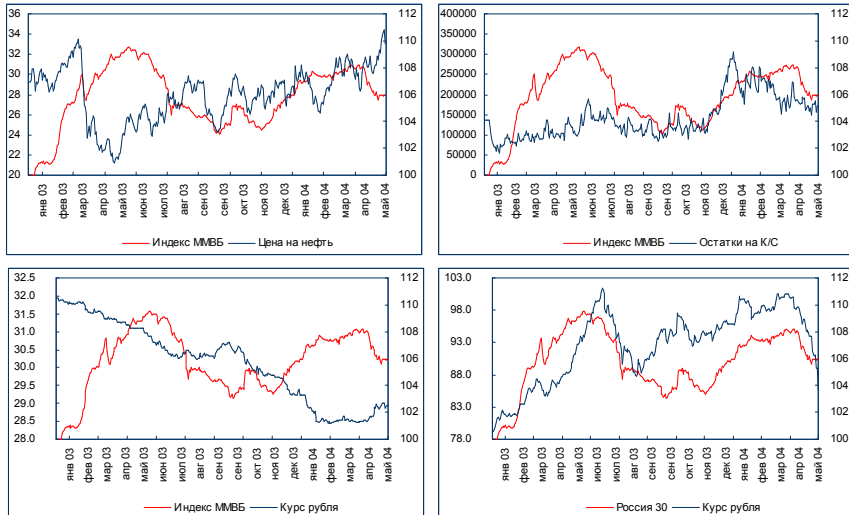 36
34
32
30
28
26
24
22
20
112
110
108
106
104
102
100
янв 03
фев 03
мар 03
апр 03
май 03
июн 03
июл 03
авг 03
сен 03
сен 03
окт 03
ноя 03
дек 03
янв 04
фев 04
мар 04
апр 04
май 04
Индекс ММВБ
Цена на нефть
400000
350000
300000
250000
200000
150000
100000
50000
0
112
110
108
106
104
102
100
янв 03
фев 03
мар 03
апр 03
май 03
июн 03
июл 03
авг 03
сен 03
сен 03
окт 03
ноя 03
дек 03
янв 04
фев 04
мар 04
апр 04
май 04
Индекс ММВБ
Остатки на К/С
32.5
32.0
31.5
31.0
30.5
30.0
29.5
29.0
28.5
28.0
112
110
108
106
104
102
100
янв 03
фев 03
мар 03
апр 03
май 03
июн 03
июл 03
авг 03
сен 03
сен 03
окт 03
ноя 03
дек 03
янв 04
фев 04
мар 04
апр 04
май 04
Индекс ММВБ
Курс рубля
103.0
98.0
93.0
88.0
83.0
78.0
112
110
108
106
104
102
100
янв 03
фев 03
мар 03
апр 03
май 03
июн 03
июл 03
авг 03
сен 03
сен 03
окт 03
ноя 03
дек 03
янв 04
фев 04
мар 04
апр 04
май 04
Россия 30
Курс рубля